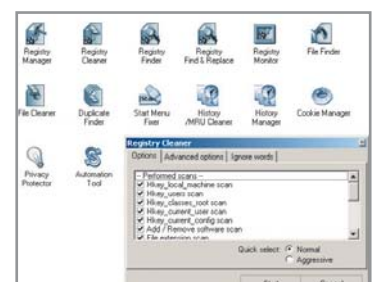 Registry Manager
Registry Cleaner
Registry Finder
Registry Find & Replace
Registry Monitor
File Finder
File Cleaner
Duplicate Finder
Start Menu Fixer
History /MRU Cleaner
History Manager
Cookie Manager
Privacy Protector
Automation Tool
Registry Cleaner
Options
Advanced options
Ignore words
-- Performed scans --
Hkey_local_machine scan
Hkey_users scan
Hkey_classes_root scan
Hkey_current_user scan
Hkey_current_config scan
Add / Remove software scan
File extension scan
Quick select:
Normal
Aggressive